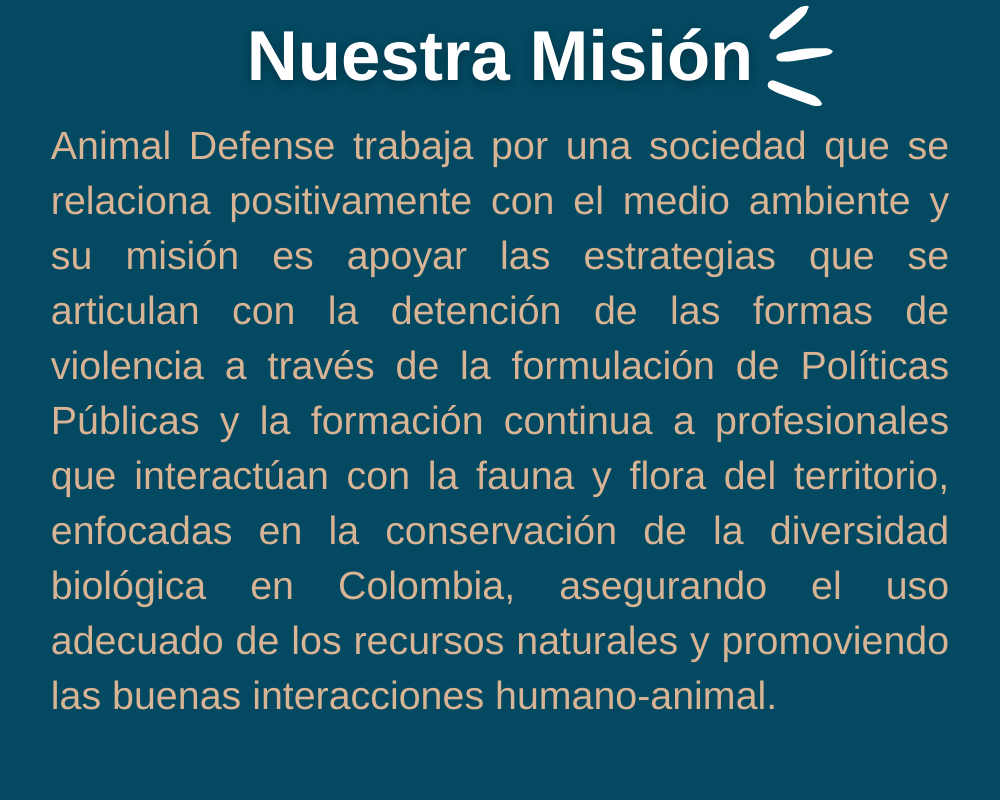 Nuestra Misión
Animal Defense trabaja por una sociedad que se
relaciona positivamente con el medio ambiente y
su misión es apoyar las estrategias que se
articulan con la detención de las formas de
violencia a través de la formulación de Políticas
Públicas y la formación continua a profesionales
que interactúan con la fauna y flora del territorio,
enfocadas en la conservación de la diversidad
biológica en Colombia, asegurando el uso
adecuado de los recursos naturales y promoviendo
las buenas interacciones humano-animal.